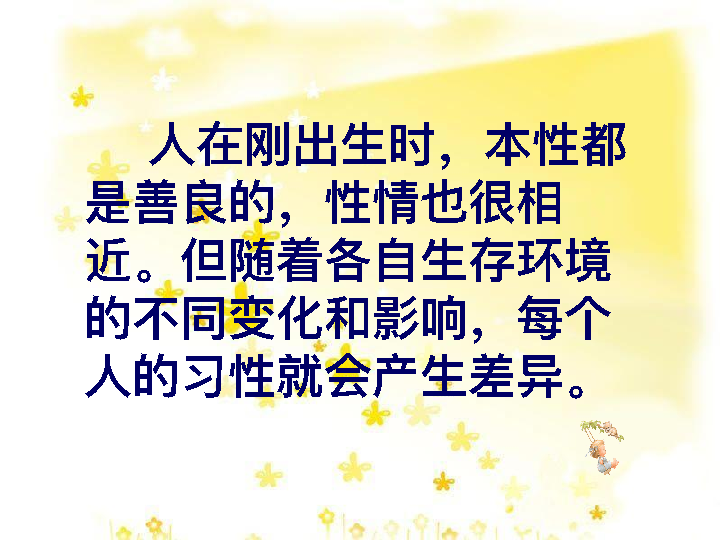 人在刚出生时，本性都
是善良的，性情也很相
近。但随着各自生存环境
的不同变化和影响，每个
人的习性就会产生差异。